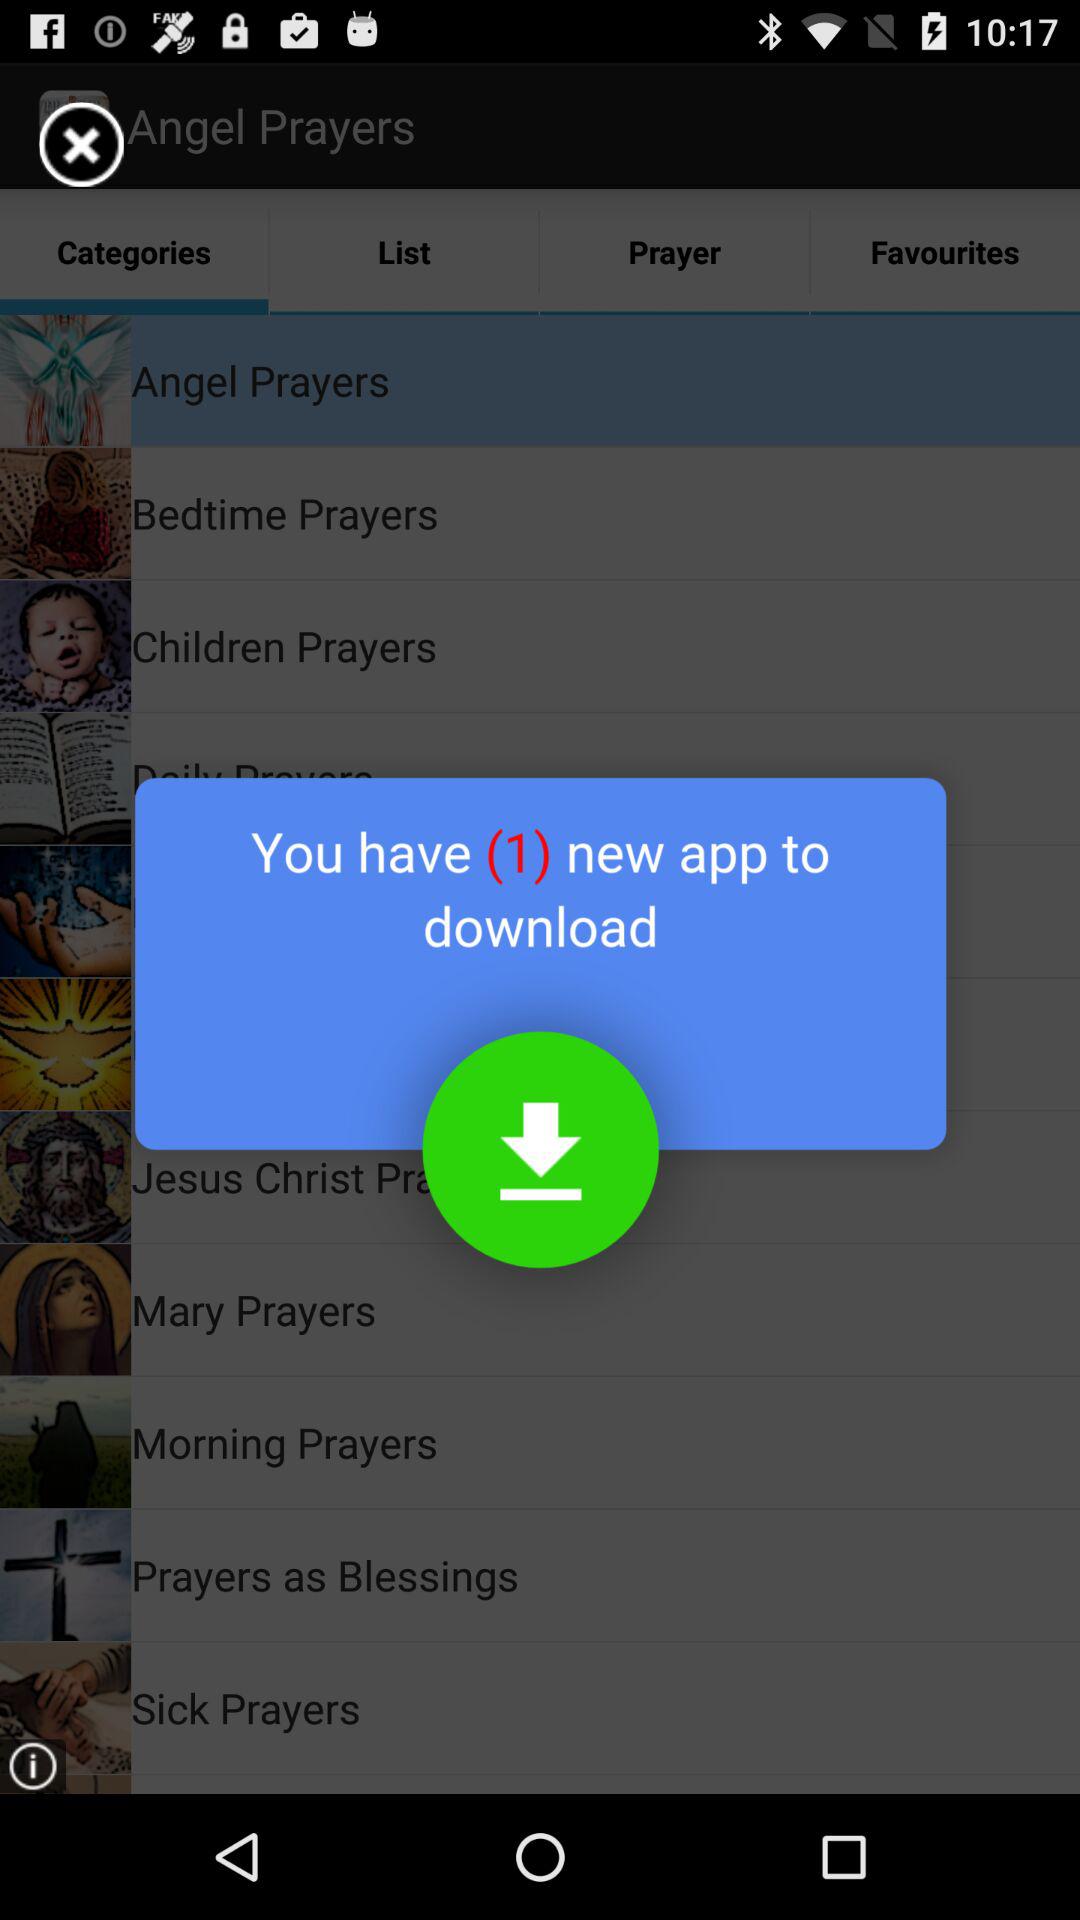 FAKE
10:17
Angel Prayers
Categories List Prayer Favourites
Angel Prayers
Bedtime Prayers
Children Prayers
Daily Prayers
You have (1) new app to
download
Jesus Christ Pra
Mary Prayers
Morning Prayers
Prayers as Blessings
Sick Prayers